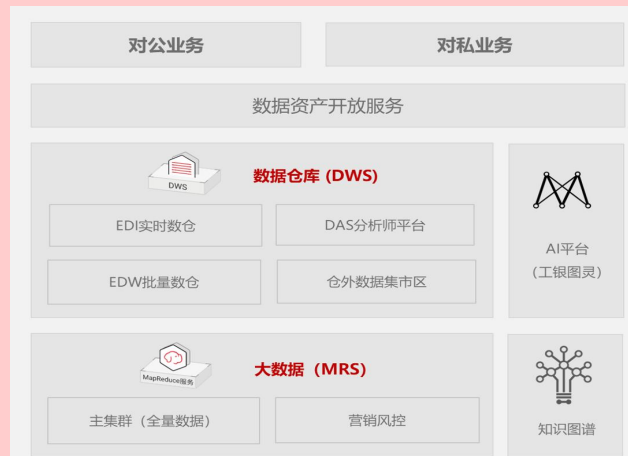 对公业务
对私业务
数据资产开放服务
DWS
数据仓库 (DWS)
EDI实时数仓
DAS分析师平台
EDW批量数仓
仓外数据集市区
AI平台
(工银图灵)
MapReduce服务
大数据（MRS)
主集群（全量数据）
营销风控
知识图谱